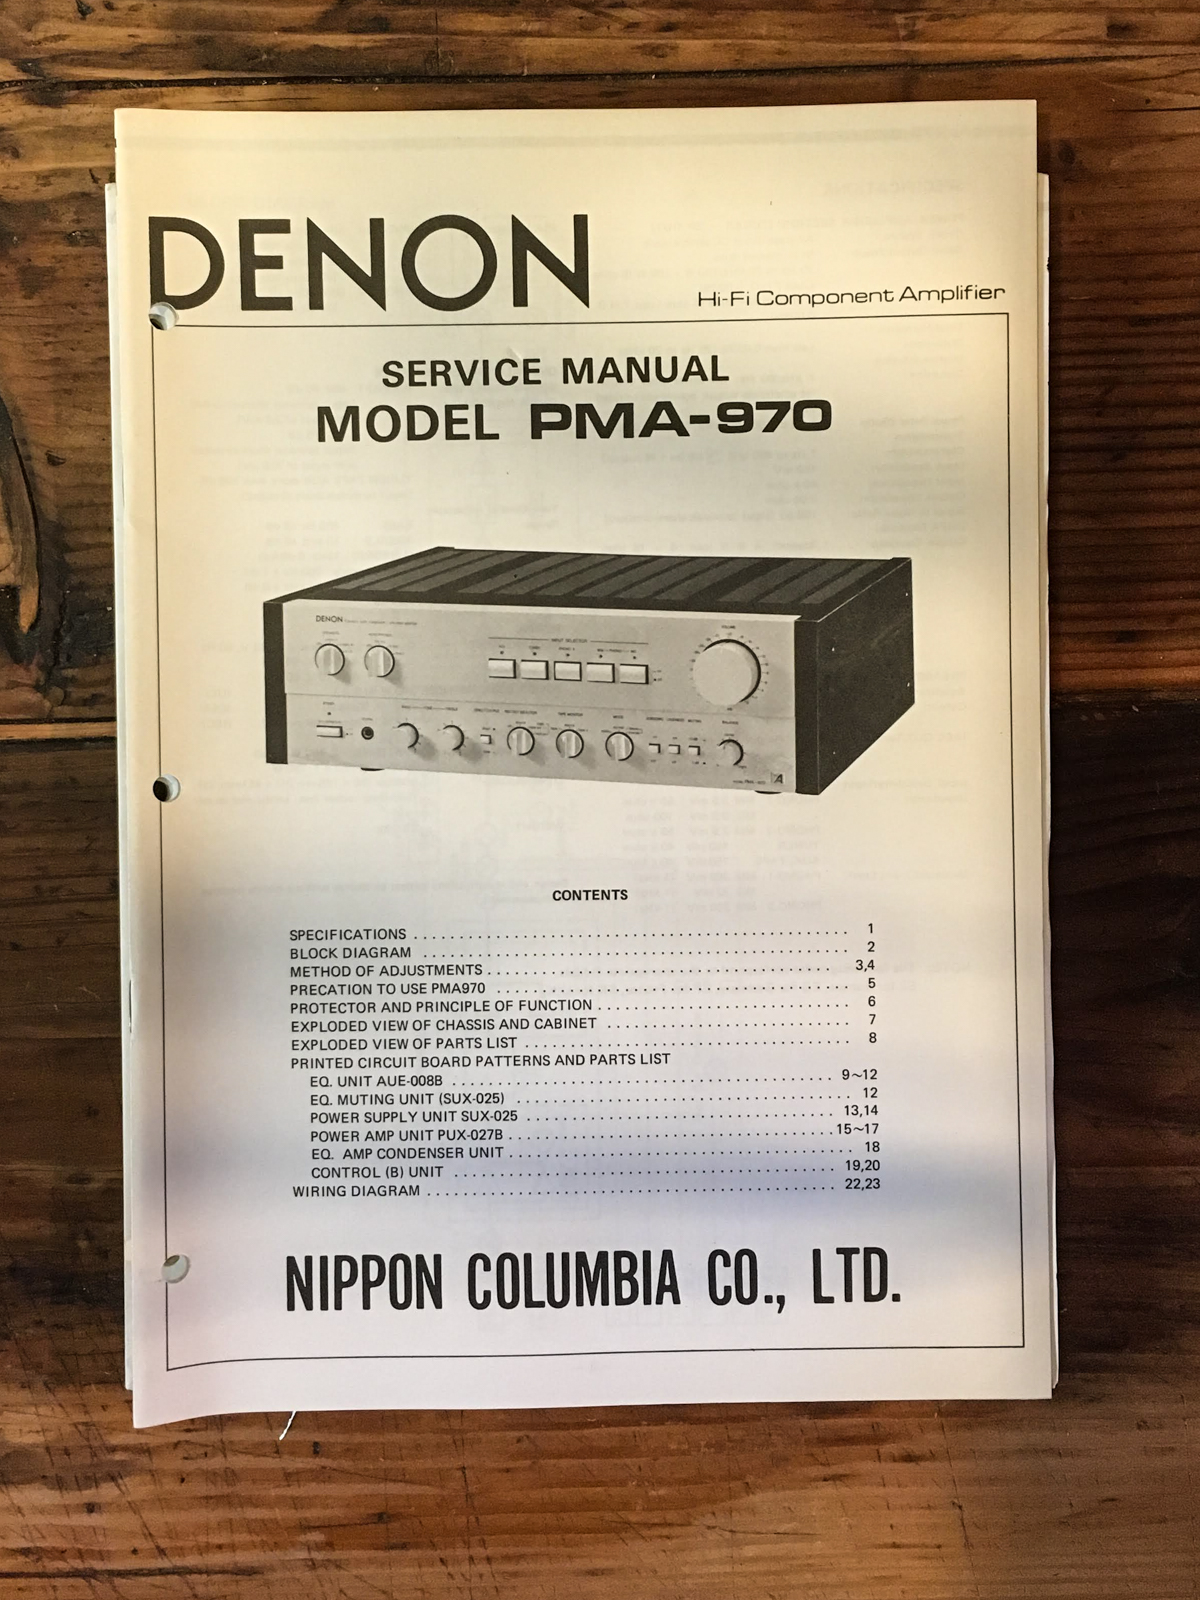 DENON
Hi-Fi Component Amplifier
SERVICE MANUAL
MODEL PMA-970
DENON
INPUT SELECTOR
VOLUME
CONTENTS
SPECIFICATIONS 1
BLOCK DIAGRAM 2
METHOD OF ADJUSTMENTS 3,4
PRECATION TO USE PMA970 5
PROTECTOR AND PRINCIPLE OF FUNCTION 6
EXPLODED VIEW OF CHASSIS AND CABINET 7
EXPLODED VIEW OF PARTS LIST 8
PRINTED CIRCUIT BOARD PATTERNS AND PARTS LIST
EQ. UNIT AUE-008B 9~12
EQ. MUTING UNIT (SUX-025) 12
POWER SUPPLY UNIT SUX-025 13,14
POWER AMP UNIT PUX-027B 15~17
EQ. AMP CONDENSER UNIT 18
CONTROL (B) UNIT 19,20
WIRING DIAGRAM 22,23
NIPPON COLUMBIA CO., LTD.